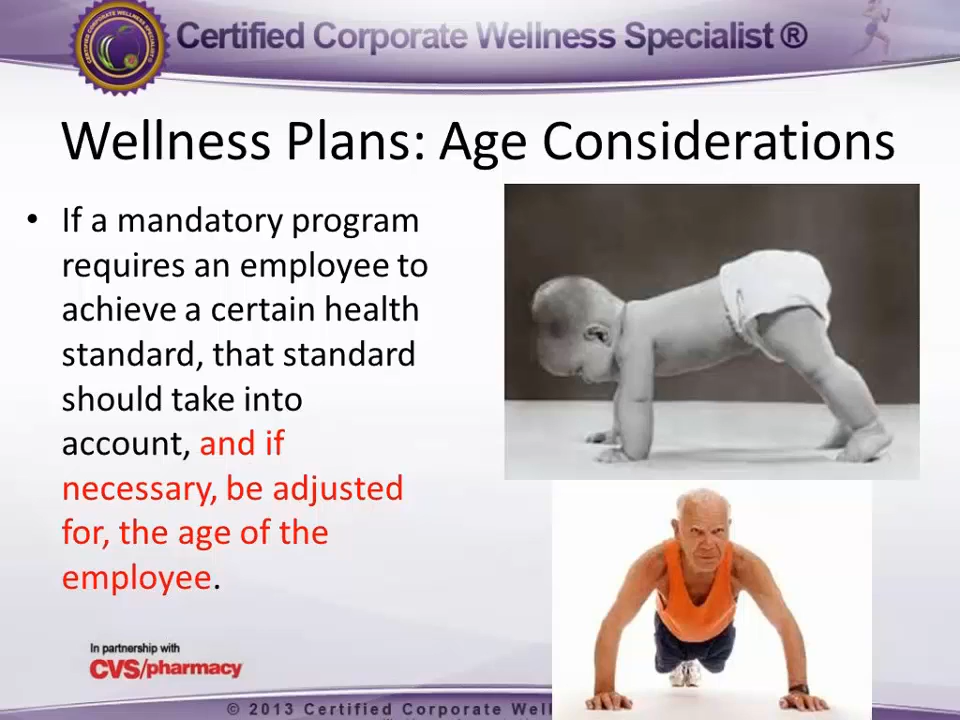 Certified Corporate Wellness Specialist ®
Wellness Plans: Age Considerations
• If a mandatory program
requires an employee to
achieve a certain health
standard, that standard
should take into
account, and if
necessary, be adjusted
for, the age of the
employee.
In partnership with
CVS/pharmacy
© 2013 Certified Corporate Well